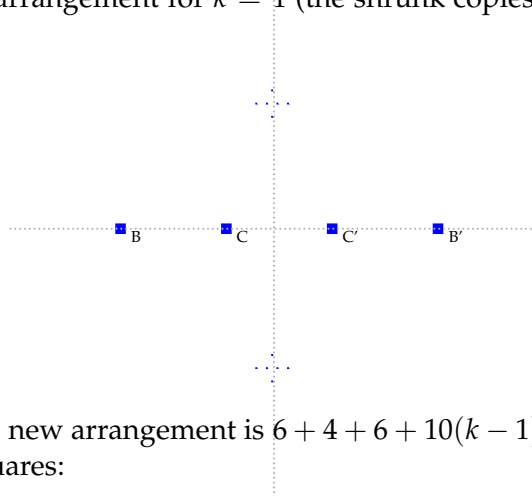 arrangement for k = 1 (the shrunk copies
B C C′ B′
new arrangement is 6 + 4 + 6 + 10(k − 1)
uares: